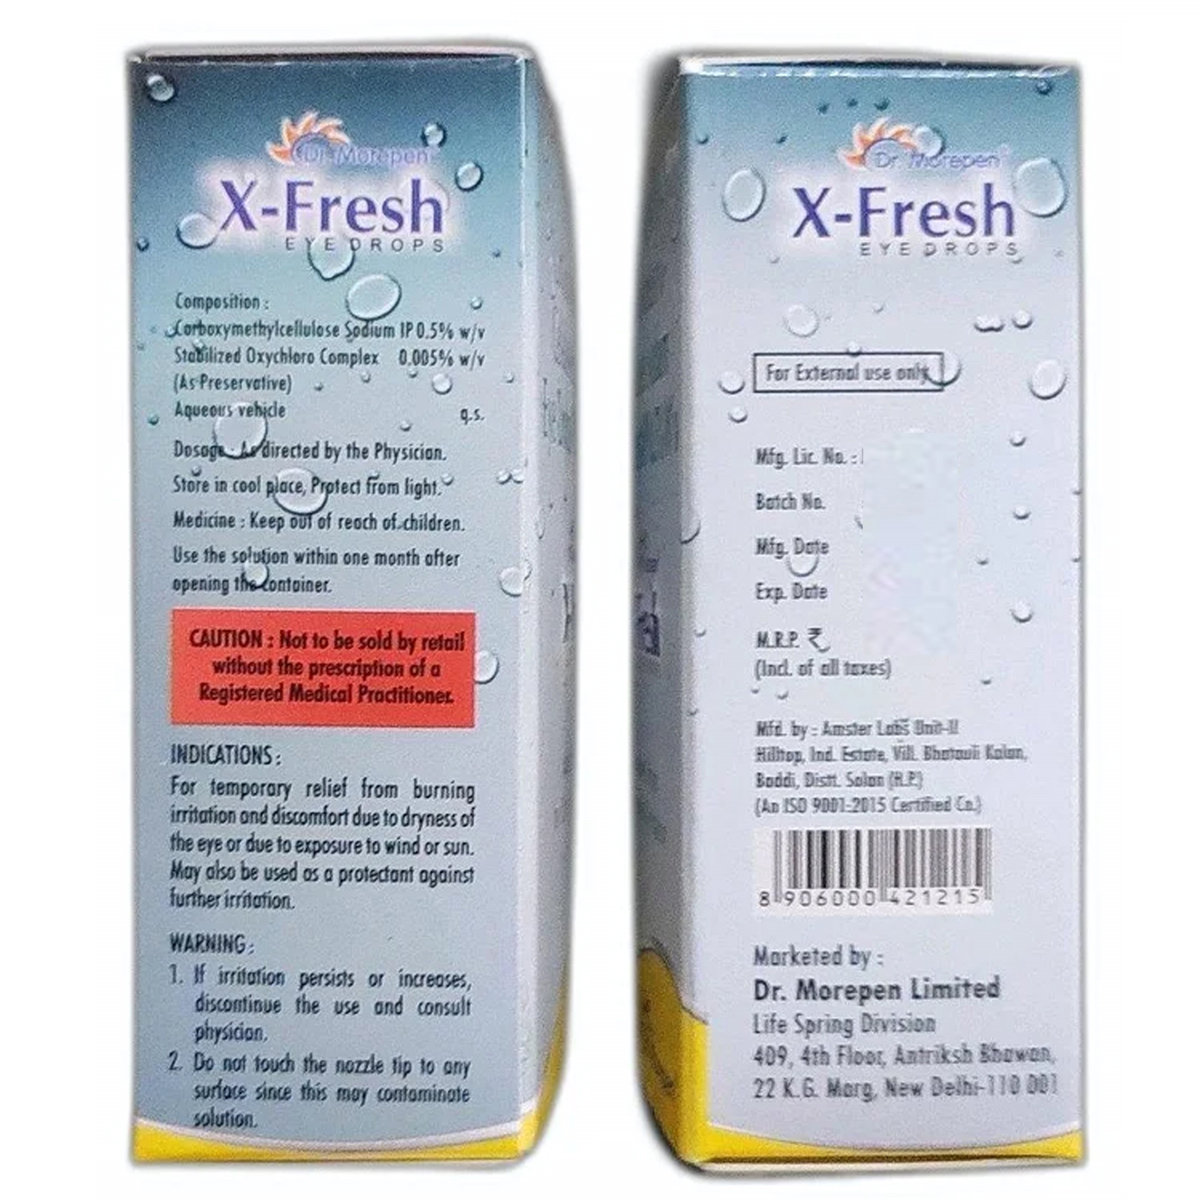 Dr. Morepen
X-Fresh
EYE DROPS
Composition :
Carboxymethylcellulose Sodium IP 0.5% w/v
Stabilized Oxychloro Complex 0.005% w/v
(As Preservative)
Aqueous vehicle q.s.
Dosage : As directed by the Physician.
Store in cool place, Protect from light.
Medicine : Keep out of reach of children.
Use the solution within one month after
opening the container.
CAUTION : Not to be sold by retail
without the prescription of a
Registered Medical Practitioner.
INDICATIONS :
For temporary relief from burning
irritation and discomfort due to dryness of
the eye or due to exposure to wind or sun.
May also be used as a protectant against
further irritation.
WARNING :
1. If irritation persists or increases,
discontinue the use and consult
physician.
2. Do not touch the nozzle tip to any
surface since this may contaminate
solution.
Dr. Morepen
X-Fresh
EYE DROPS
For External use only
Mfg. Lic. No. :
Batch No.
Mfg. Date
Exp. Date
M.R.P. ₹
(Incl. of all taxes)
Mfd. by : Amster Labs Unit-II
Hilltop, Ind. Estate, Vill. Bhatauli Kalan,
Baddi, Distt. Solan (H.P.)
(An ISO 9001-2015 Certified Co.)
8 906000 421215
Marketed by :
Dr. Morepen Limited
Life Spring Division
409, 4th Floor, Antriksh Bhawan,
22 K.G. Marg, New Delhi-110 001